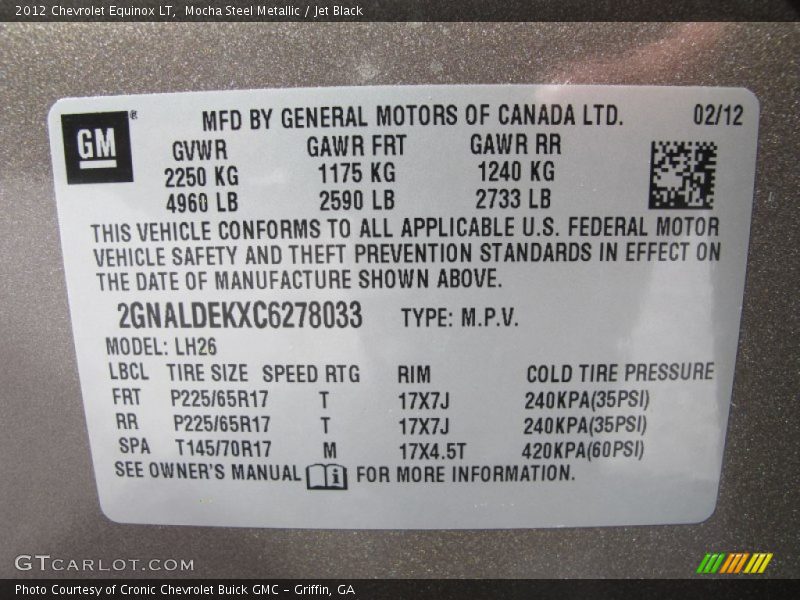 2012 Chevrolet Equinox LT,  Mocha Steel Metallic / Jet Black
GM®
MFD BY GENERAL MOTORS OF CANADA LTD. 02/12
GVWR GAWR FRT GAWR RR
2250 KG 1175 KG 1240 KG
4960 LB 2590 LB 2733 LB
THIS VEHICLE CONFORMS TO ALL APPLICABLE U.S. FEDERAL MOTOR
VEHICLE SAFETY AND THEFT PREVENTION STANDARDS IN EFFECT ON
THE DATE OF MANUFACTURE SHOWN ABOVE.
2GNALDEKXC6278033 TYPE: M.P.V.
MODEL: LH26
LBCL TIRE SIZE SPEED RTG RIM COLD TIRE PRESSURE
FRT P225/65R17 T 17X7J 240KPA(35PSI)
RR P225/65R17 T 17X7J 240KPA(35PSI)
SPA T145/70R17 M 17X4.5T 420KPA(60PSI)
SEE OWNER'S MANUAL i FOR MORE INFORMATION.
GTCARLOT.COM™
Photo Courtesy of Cronic Chevrolet Buick GMC – Griffin, GA